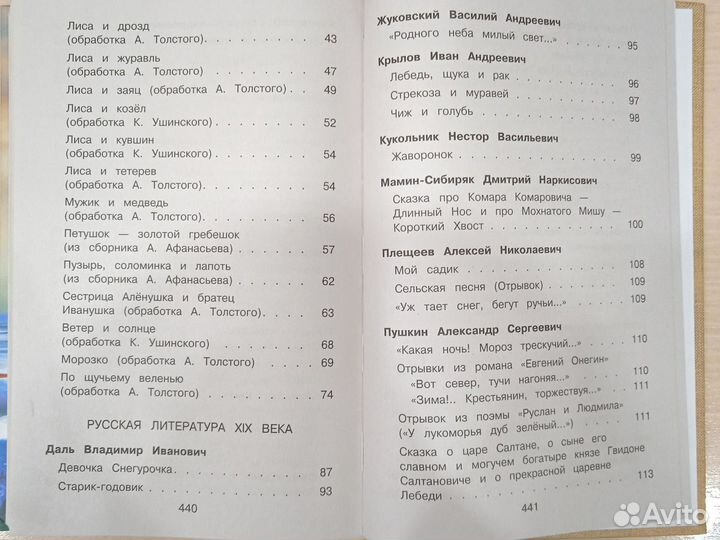 Лиса и дрозд
(обработка А. Толстого). . . . . . . . . 43
Лиса и журавль
(обработка А. Толстого). . . . . . . . . 47
Лиса и заяц (обработка А. Толстого) . . 49
Лиса и козёл
(обработка К. Ушинского) . . . . . . . . 52
Лиса и кувшин
(обработка К. Ушинского). . . . . . . . 54
Лиса и тетерев
(обработка А. Толстого). . . . . . . . . 54
Мужик и медведь
(обработка А. Толстого). . . . . . . . . 56
Петушок — золотой гребешок
(из сборника А. Афанасьева) . . . . . . 57
Пузырь, соломинка и лапоть
(из сборника А. Афанасьева) . . . . . . 62
Сестрица Алёнушка и братец
Иванушка (обработка А. Толстого) . . . . 63
Ветер и солнце
(обработка К. Ушинского) . . . . . . . . 68
Морозко (обработка А. Толстого) . . . . 69
По щучьему веленью
(обработка А. Толстого) . . . . . . . . . 74
РУССКАЯ ЛИТЕРАТУРА XIX ВЕКА
Даль Владимир Иванович
Девочка Снегурочка. . . . . . . . . . . . 87
Старик-годовик . . . . . . . . . . . . . . 93
440
Жуковский Василий Андреевич
«Родного неба милый свет...» . . . . . . 95
Крылов Иван Андреевич
Лебедь, щука и рак . . . . . . . . . . . 96
Стрекоза и муравей . . . . . . . . . . . 97
Чиж и голубь . . . . . . . . . . . . . . 98
Кукольник Нестор Васильевич
Жаворонок . . . . . . . . . . . . . . . . 99
Мамин-Сибиряк Дмитрий Наркисович
Сказка про Комара Комаровича —
Длинный Нос и про Мохнатого Мишу —
Короткий Хвост . . . . . . . . . . . . . 100
Плещеев Алексей Николаевич
Мой садик . . . . . . . . . . . . . . . . 108
Сельская песня (Отрывок) . . . . . . . . 109
«Уж тает снег, бегут ручьи...» . . . . . 109
Пушкин Александр Сергеевич
«Какая ночь! Мороз трескучий...» . . . . 110
Отрывки из романа «Евгений Онегин»
«Вот север, тучи нагоняя...» . . . . . . 110
«Зима!.. Крестьянин, торжествуя...» . . . 111
Отрывок из поэмы «Руслан и Людмила»
(«У лукоморья дуб зелёный...») . . . . . 111
Сказка о царе Салтане, о сыне его
славном и могучем богатыре князе Гвидоне
Салтановиче и о прекрасной царевне
Лебеди . . . . . . . . . . . . . . . . . . 113
441
Avito